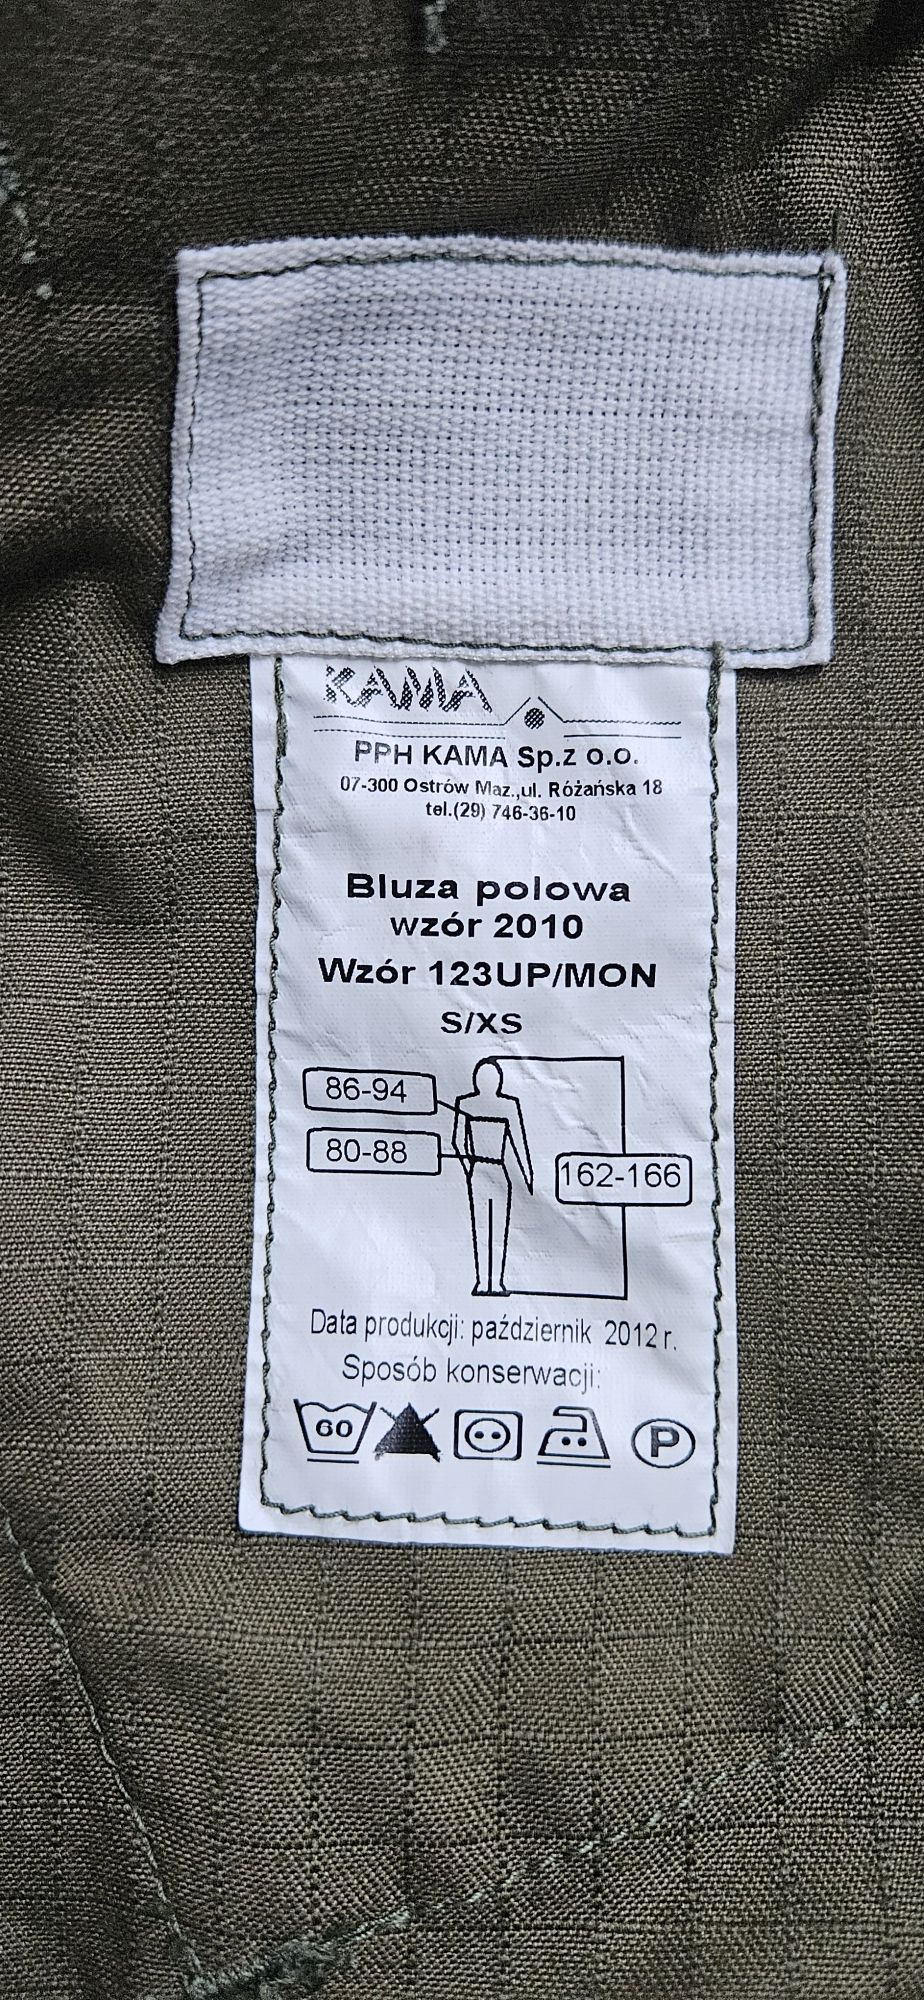 KAMA
PPH KAMA Sp.z o.o.
07-300 Ostrów Maz.,ul. Różańska 18
tel.(29) 746-36-10
Bluza polowa
wzór 2010
Wzór 123UP/MON
S/XS
86-94
80-88
162-166
Data produkcji: październik 2012 r.
Sposób konserwacji:
60
P